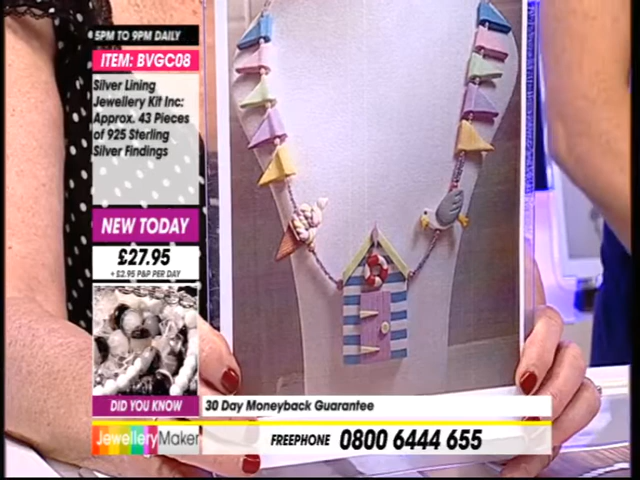 5PM TO 9PM DAILY
ITEM: BVGC08
Silver Lining
Jewellery Kit Inc:
Approx. 43 Pieces
of 925 Sterling
Silver Findings
NEW TODAY
£27.95
+ £2.95 P&P PER DAY
DID YOU KNOW
30 Day Moneyback Guarantee
JewelleryMaker
FREEPHONE 0800 6444 655